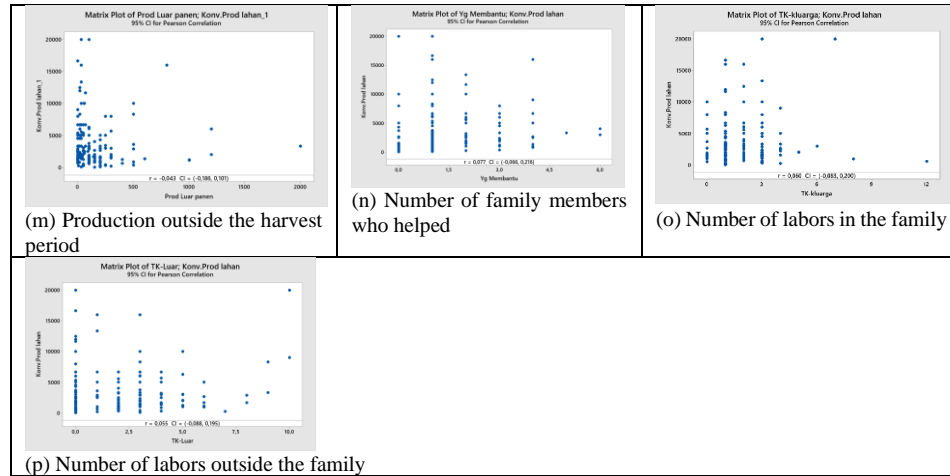 Matrix Plot of Prod Luar panen; Konv.Prod lahan_1
95% CI for Pearson Correlation
Konv.Prod lahan_1
20000
15000
10000
5000
0
r = -0,043 CI = (-0,186, 0,101)
0 500 1000 1500 2000
Prod Luar panen
(m) Production outside the harvest
period
Matrix Plot of Yg Membantu; Konv.Prod lahan
95% CI for Pearson Correlation
Konv.Prod lahan
20000
15000
10000
5000
0
r = 0,077 CI = (-0,066, 0,216)
0,0 1,5 3,0 4,5 6,0
Yg Membantu
(n) Number of family members
who helped
Matrix Plot of TK-kluarga; Konv.Prod lahan
95% CI for Pearson Correlation
Konv.Prod lahan
20000
15000
10000
5000
0
r = 0,060 CI = (-0,083, 0,200)
0 3 6 9 12
TK-kluarga
(o) Number of labors in the family
Matrix Plot of TK-Luar; Konv.Prod lahan
95% CI for Pearson Correlation
Konv.Prod lahan
20000
15000
10000
5000
0
r = 0,055 CI = (-0,088, 0,195)
0,0 2,5 5,0 7,5 10,0
TK-Luar
(p) Number of labors outside the family